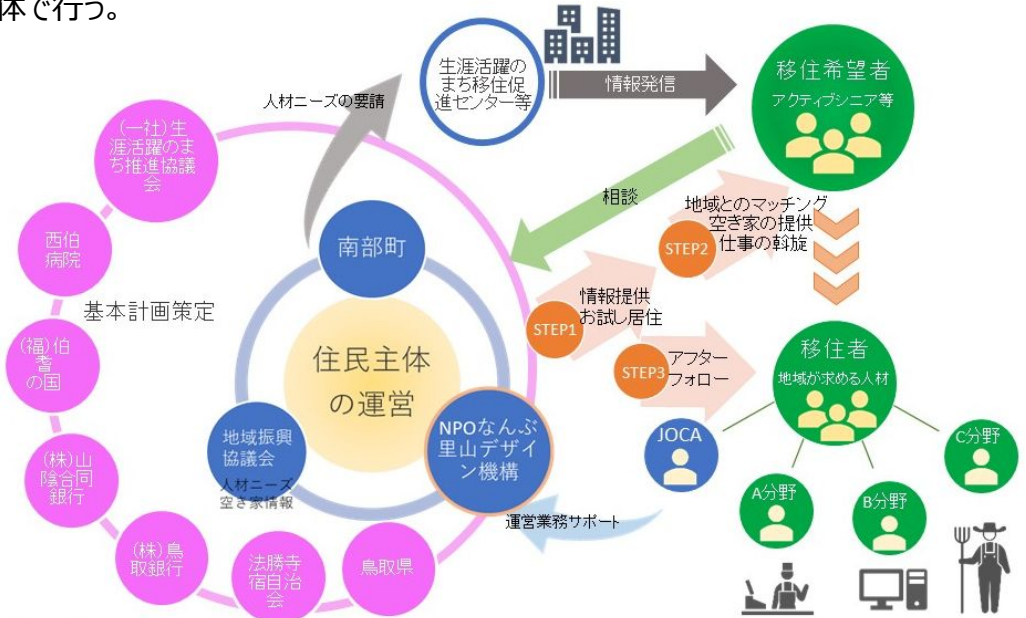 体で行う。
生涯活躍の
まち移住促
進センター等
情報発信
移住希望者
アクティブシニア等
人材ニーズの要請
(一社)生
涯活躍のま
ち推進協議
会
相談
地域とのマッチング
空き家の提供
仕事の斡旋
STEP2
西伯
病院
南部町
基本計画策定
情報提供
お試し居住
STEP1
(福)伯
耆
の国
住民主体
の運営
アフター
フォロー
STEP3
移住者
地域が求める人材
地域振興
協議会
人材ニーズ
空き家情報
NPOなんぶ
里山デザイ
ン機構
JOCA
C分野
(株)山
陰合同
銀行
A分野
B分野
運営業務サポート
(株)鳥
取銀行
法勝寺
宿自治
会
鳥取県